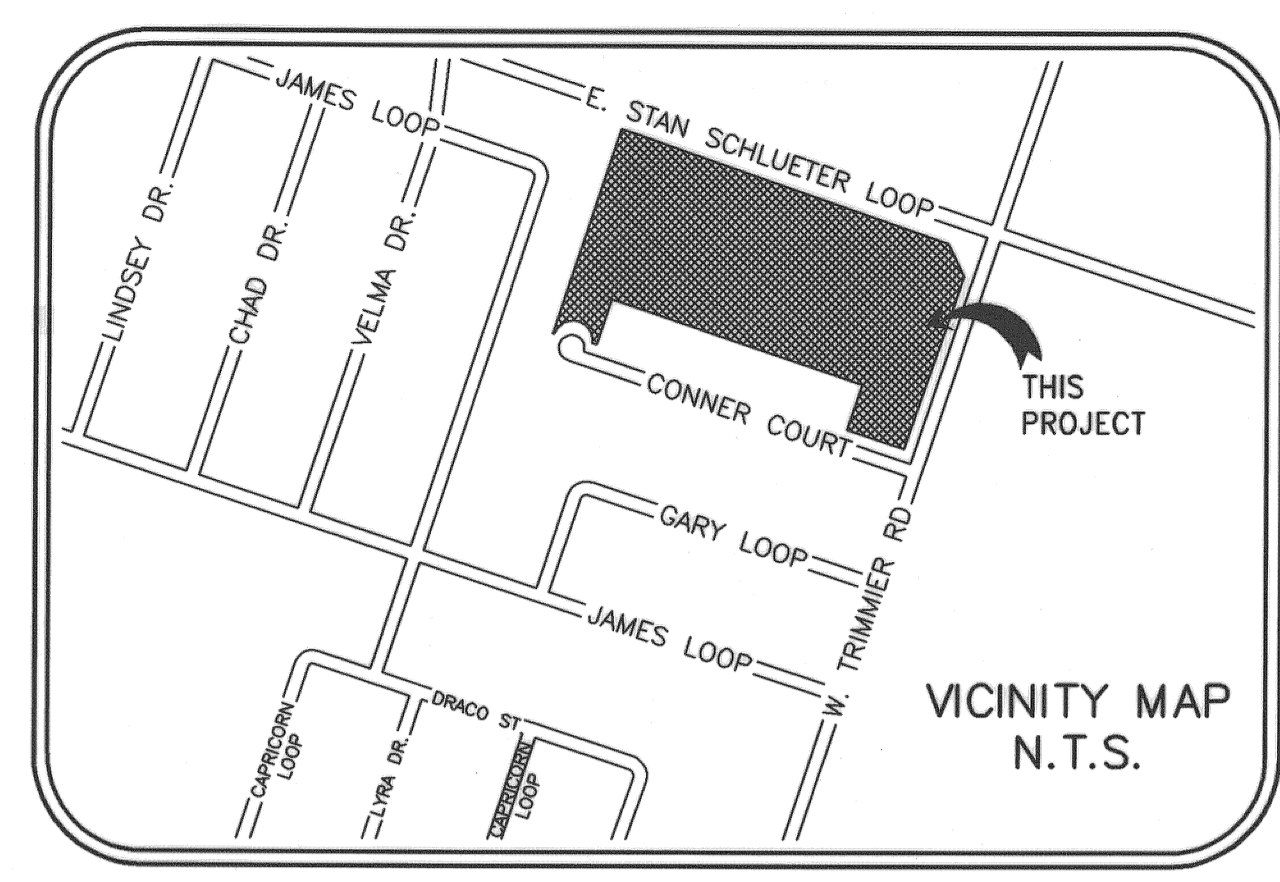 JAMES LOOP
E. STAN SCHLUETER LOOP
LINDSEY DR.
CHAD DR.
VELMA DR.
CONNER COURT
THIS
PROJECT
GARY LOOP
W. TRIMMIER RD
JAMES LOOP
DRACO ST
CAPRICORN
LOOP
LYRA DR.
CAPRICORN
LOOP
VICINITY MAP
N.T.S.